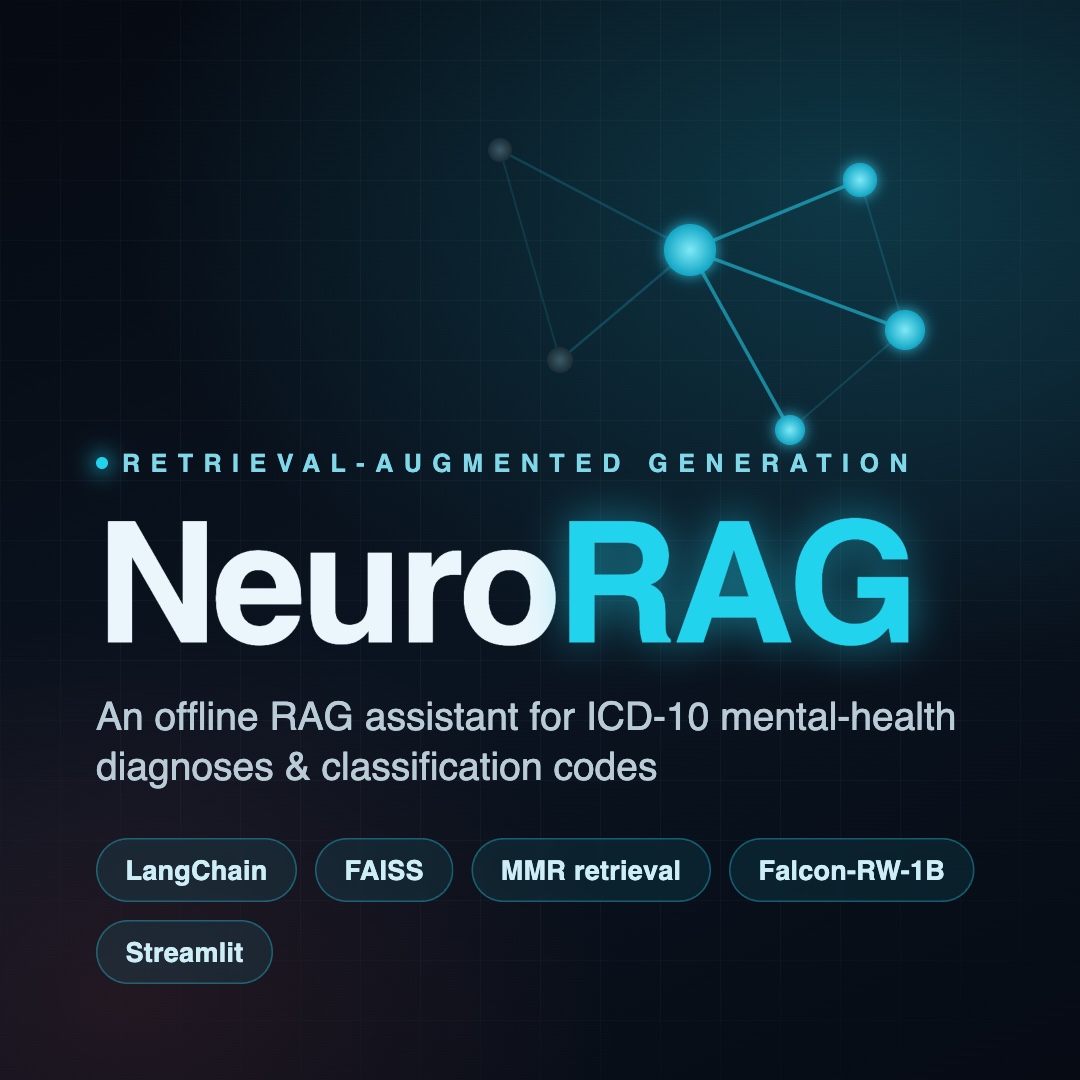 RETRIEVAL-AUGMENTED GENERATION
NeuroRAG
An offline RAG assistant for ICD-10 mental-health
diagnoses & classification codes
LangChain FAISS MMR retrieval Falcon-RW-1B
Streamlit